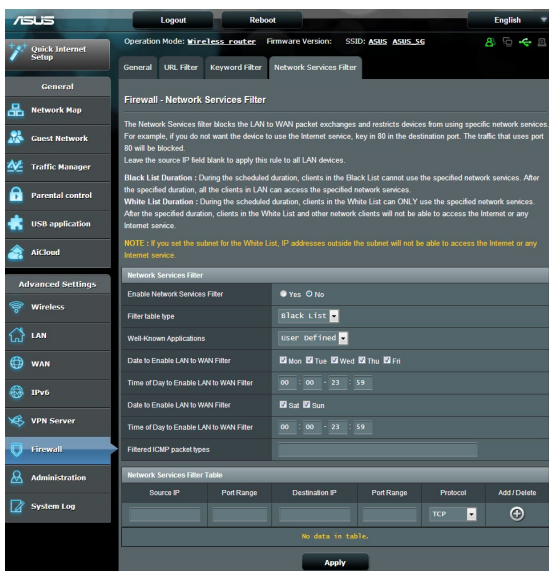 ASUS
Logout
Reboot
English
Quick Internet Setup
Operation Mode: Wireless router Firmware Version: SSID: ASUS ASUS_5G
General
URL Filter
Keyword Filter
Network Services Filter
General
Network Map
Guest Network
Traffic Manager
Parental control
USB application
AiCloud
Advanced Settings
Wireless
LAN
WAN
IPv6
VPN Server
Firewall
Administration
System Log
Firewall - Network Services Filter
The Network Services filter blocks the LAN to WAN packet exchanges and restricts devices from using specific network services.
For example, if you do not want the device to use the Internet service, key in 80 in the destination port. The traffic that uses port
80 will be blocked.
Leave the source IP field blank to apply this rule to all LAN devices.
Black List Duration : During the scheduled duration, clients in the Black List cannot use the specified network services. After
the specified duration, all the clients in LAN can access the specified network services.
White List Duration : During the scheduled duration, clients in the White List can ONLY use the specified network services.
After the specified duration, clients in the White List and other network clients will not be able to access the Internet or any
Internet service.
NOTE : If you set the subnet for the White List, IP addresses outside the subnet will not be able to access the Internet or any
Internet service.
Network Services Filter
Enable Network Services Filter Yes No
Filter table type Black List
Well-Known Applications User Defined
Date to Enable LAN to WAN Filter Mon Tue Wed Thu Fri
Time of Day to Enable LAN to WAN Filter 00 : 00 - 23 : 59
Date to Enable LAN to WAN Filter Sat Sun
Time of Day to Enable LAN to WAN Filter 00 : 00 - 23 : 59
Filtered ICMP packet types
Network Services Filter Table
Source IP Port Range Destination IP Port Range Protocol Add / Delete
TCP
No data in table.
Apply